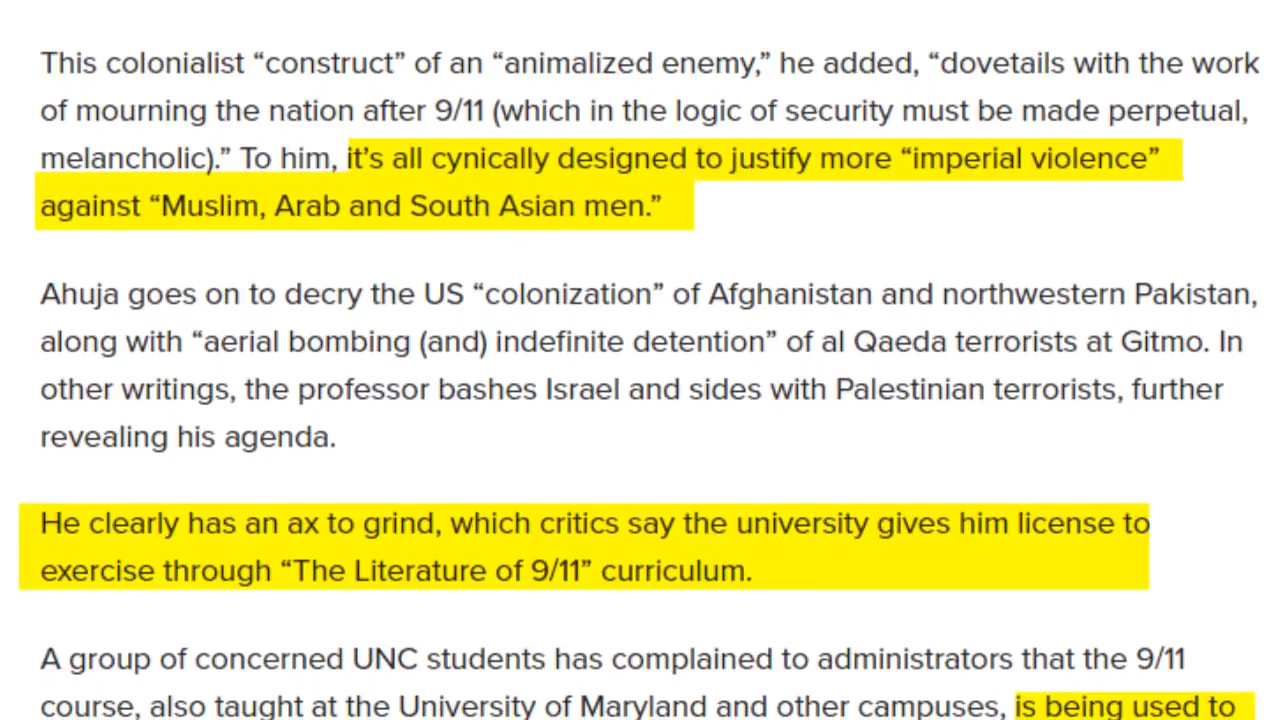 This colonialist “construct” of an “animalized enemy,” he added, “dovetails with the work
of mourning the nation after 9/11 (which in the logic of security must be made perpetual,
melancholic).” To him, it’s all cynically designed to justify more “imperial violence”
against “Muslim, Arab and South Asian men.”
Ahuja goes on to decry the US “colonization” of Afghanistan and northwestern Pakistan,
along with “aerial bombing (and) indefinite detention” of al Qaeda terrorists at Gitmo. In
other writings, the professor bashes Israel and sides with Palestinian terrorists, further
revealing his agenda.
He clearly has an ax to grind, which critics say the university gives him license to
exercise through “The Literature of 9/11” curriculum.
A group of concerned UNC students has complained to administrators that the 9/11
course, also taught at the University of Maryland and other campuses, is being used to